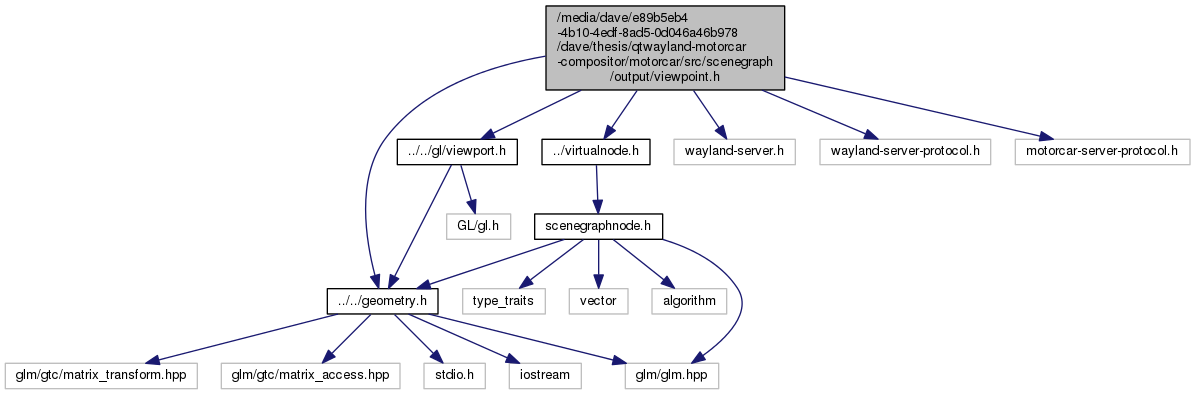 /media/dave/e89b5eb4
-4b10-4edf-8ad5-0d046a46b978
/dave/thesis/qtwayland-motorcar
-compositor/motorcar/src/scenegraph
/output/viewpoint.h
../../gl/viewport.h
../virtualnode.h
wayland-server.h
wayland-server-protocol.h
motorcar-server-protocol.h
GL/gl.h
scenegraphnode.h
../../geometry.h
type_traits
vector
algorithm
glm/gtc/matrix_transform.hpp
glm/gtc/matrix_access.hpp
stdio.h
iostream
glm/glm.hpp